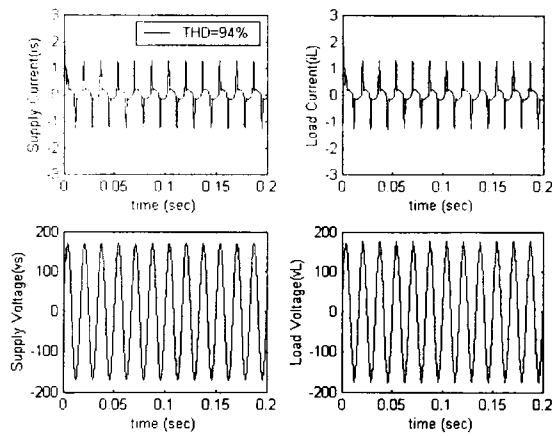 Supply Current(is)
3
2
1
0
-1
-2
-3
THD=94%
0 0.05 0.1 0.15 0.2
time (sec)
Load Current(iL)
3
2
1
0
-1
-2
-3
0 0.05 0.1 0.15 0.2
time (sec)
Supply Voltage(vs)
200
100
0
-100
-200
0 0.05 0.1 0.15 0.2
time (sec)
Load Voltage(vL)
200
100
0
-100
-200
0 0.05 0.1 0.15 0.2
time (sec)